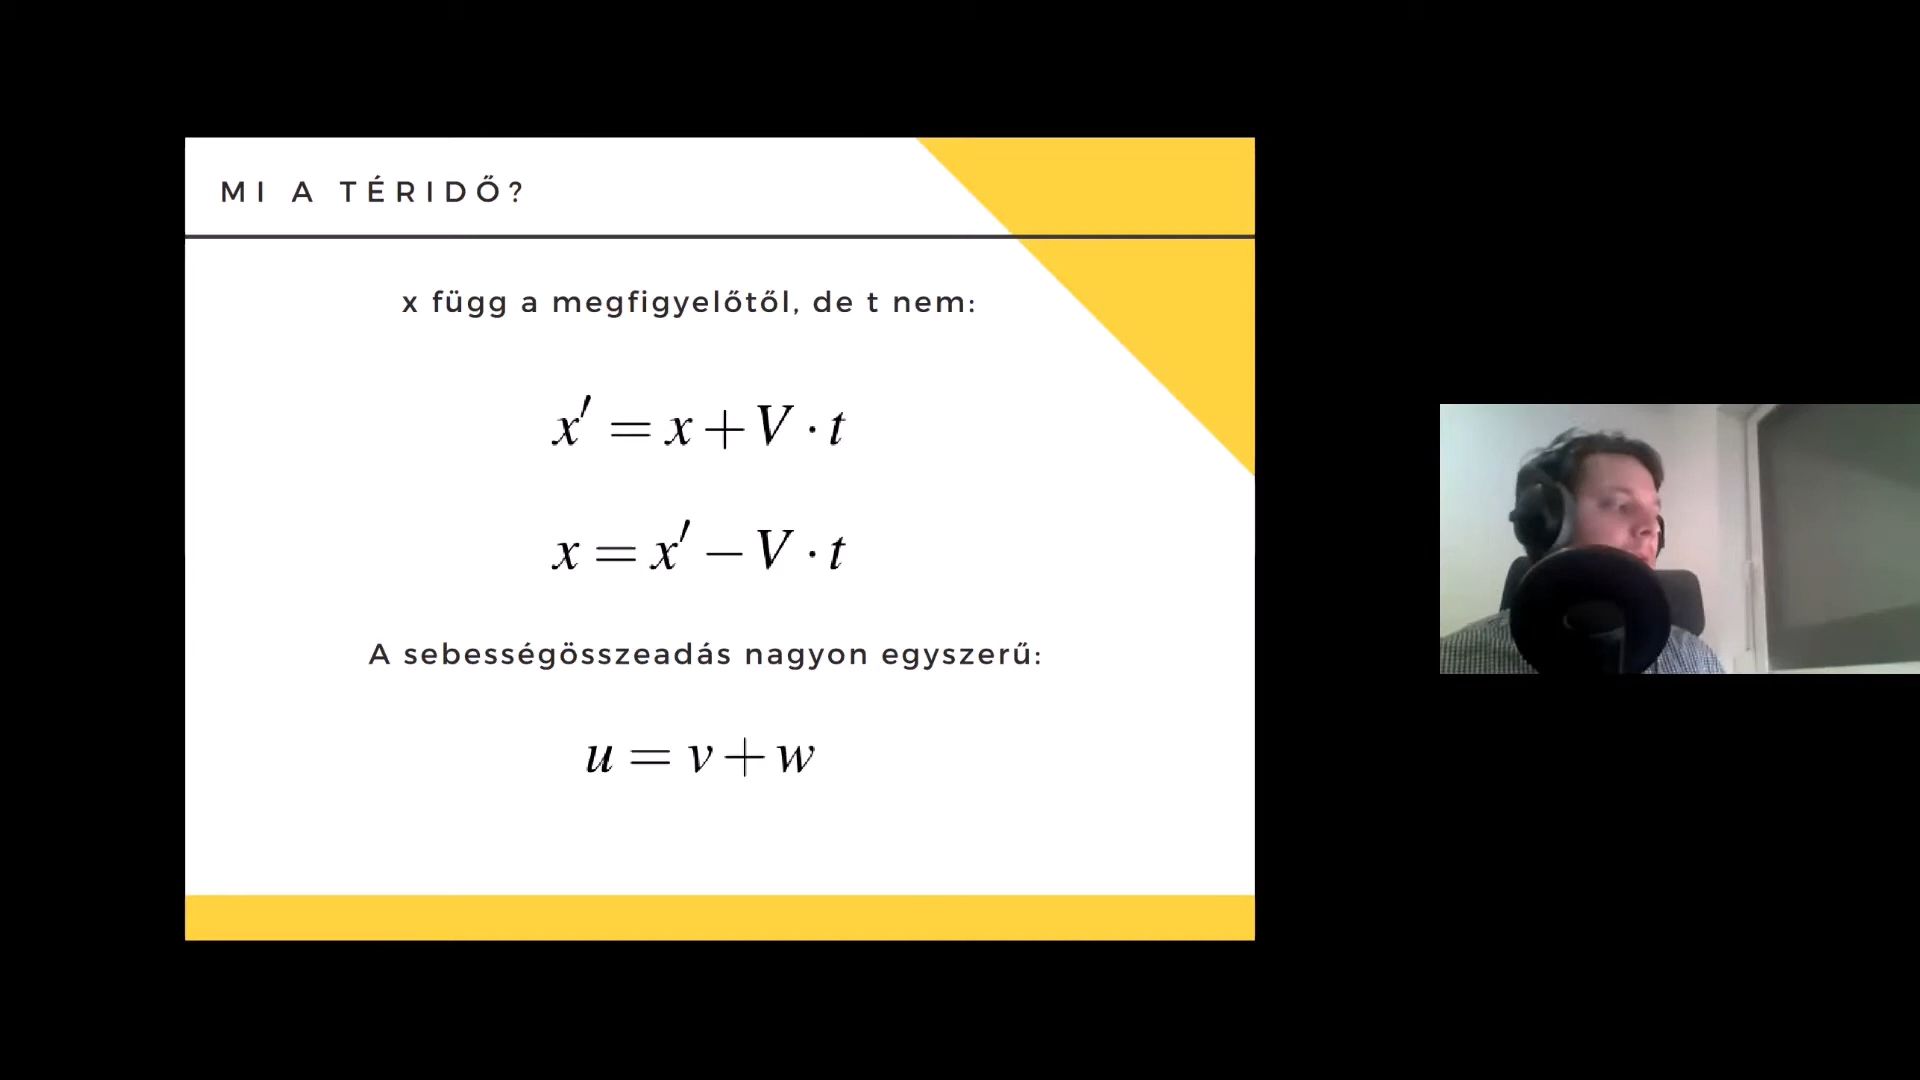 MI A TÉRIDŐ?
x függ a megfigyelőtől, de t nem:
x′ = x + V · t
x = x′ − V · t
A sebességösszeadás nagyon egyszerű:
u = v + w